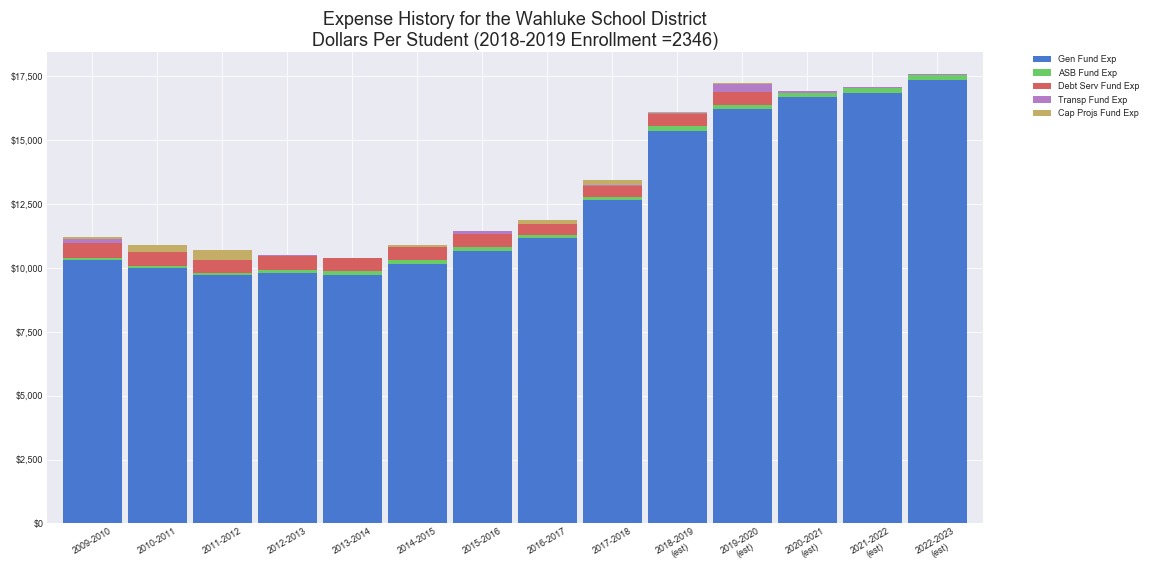 Expense History for the Wahluke School District
Dollars Per Student (2018-2019 Enrollment =2346)
Gen Fund Exp
ASB Fund Exp
Debt Serv Fund Exp
Transp Fund Exp
Cap Projs Fund Exp
$17,500
$15,000
$12,500
$10,000
$7,500
$5,000
$2,500
$0
2009-2010
2010-2011
2011-2012
2012-2013
2013-2014
2014-2015
2015-2016
2016-2017
2017-2018
2018-2019
(est)
2019-2020
(est)
2020-2021
(est)
2021-2022
(est)
2022-2023
(est)